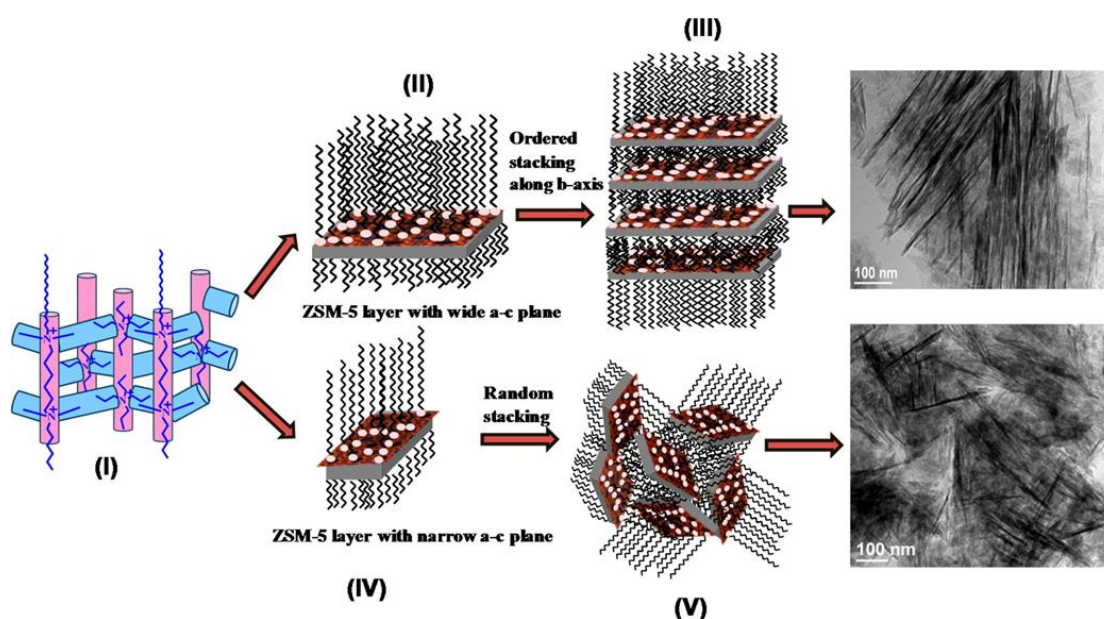 (III)
(II)
Ordered
stacking
along b-axis
100 nm
ZSM-5 layer with wide a-c plane
(I)
Random
stacking
100 nm
ZSM-5 layer with narrow a-c plane
(IV)
(V)